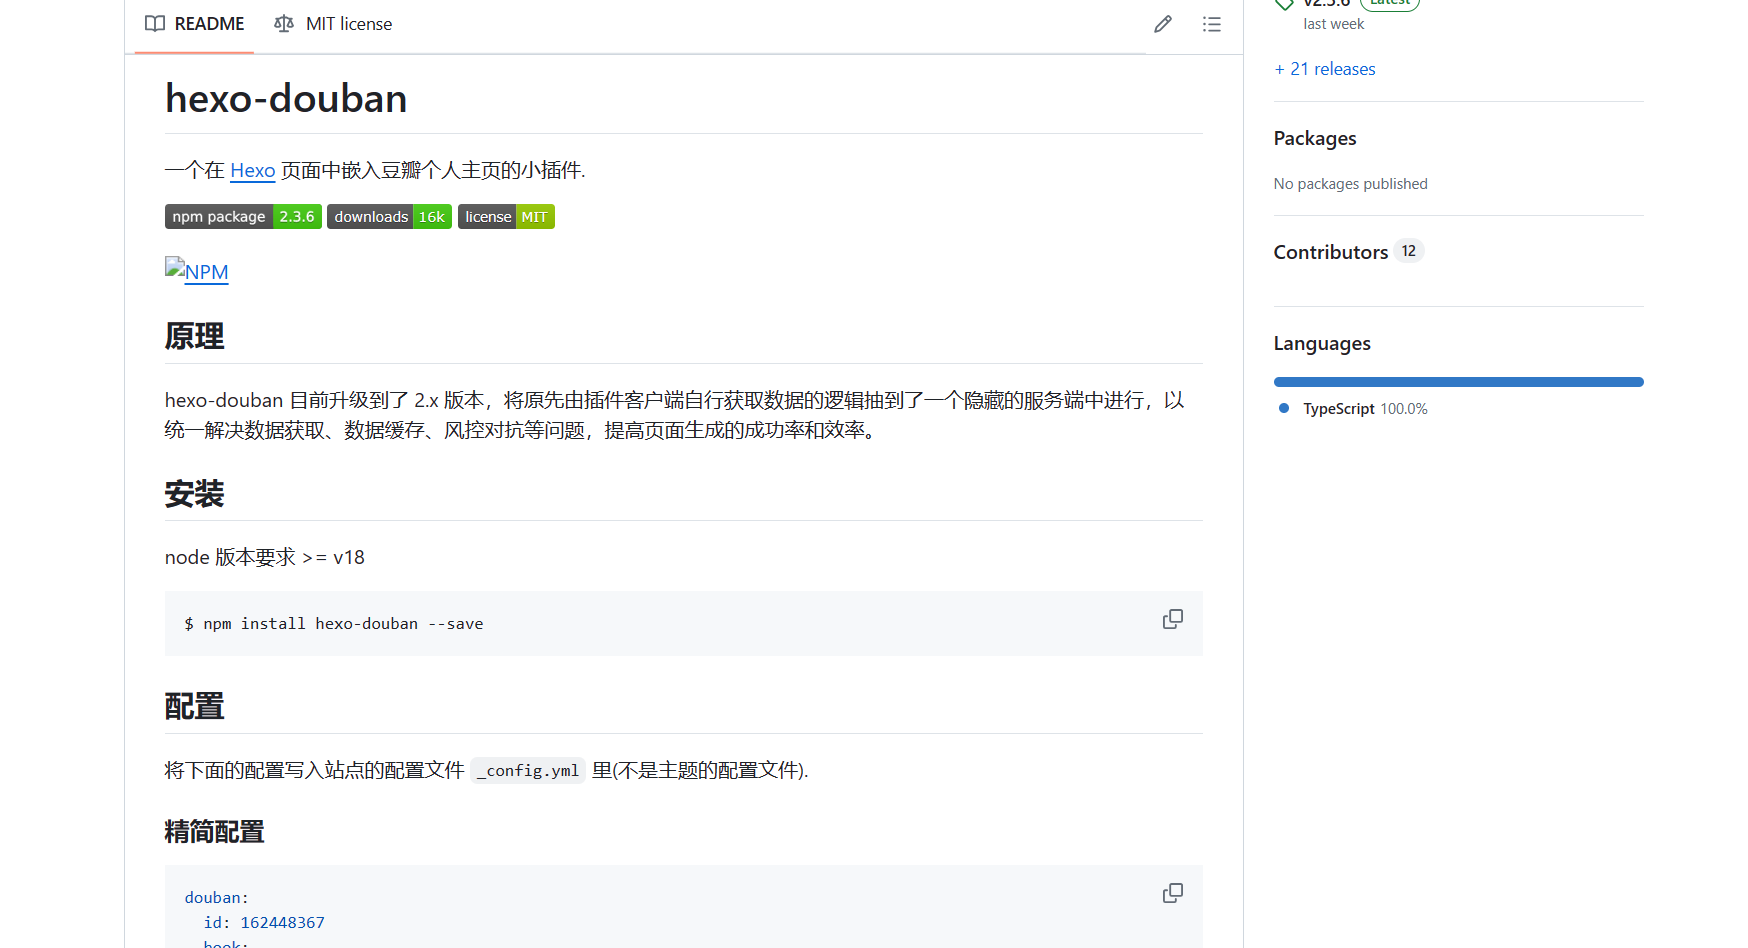 README
MIT license
hexo-douban
一个在 Hexo 页面中嵌入豆瓣个人主页的小插件.
npm package 2.3.6 downloads 16k license MIT
NPM
原理
hexo-douban 目前升级到了 2.x 版本，将原先由插件客户端自行获取数据的逻辑抽到了一个隐藏的服务端中进行，以
统一解决数据获取、数据缓存、风控对抗等问题，提高页面生成的成功率和效率。
安装
node 版本要求 >= v18
$ npm install hexo-douban --save
配置
将下面的配置写入站点的配置文件 _config.yml 里(不是主题的配置文件).
精简配置
douban:
id: 162448367
book:
v2.3.6 Latest
last week
+ 21 releases
Packages
No packages published
Contributors 12
Languages
TypeScript 100.0%